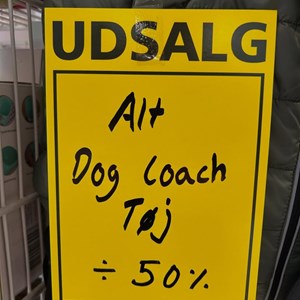 UDSALG
Alt
Dog Coach
Tøj
÷ 50%